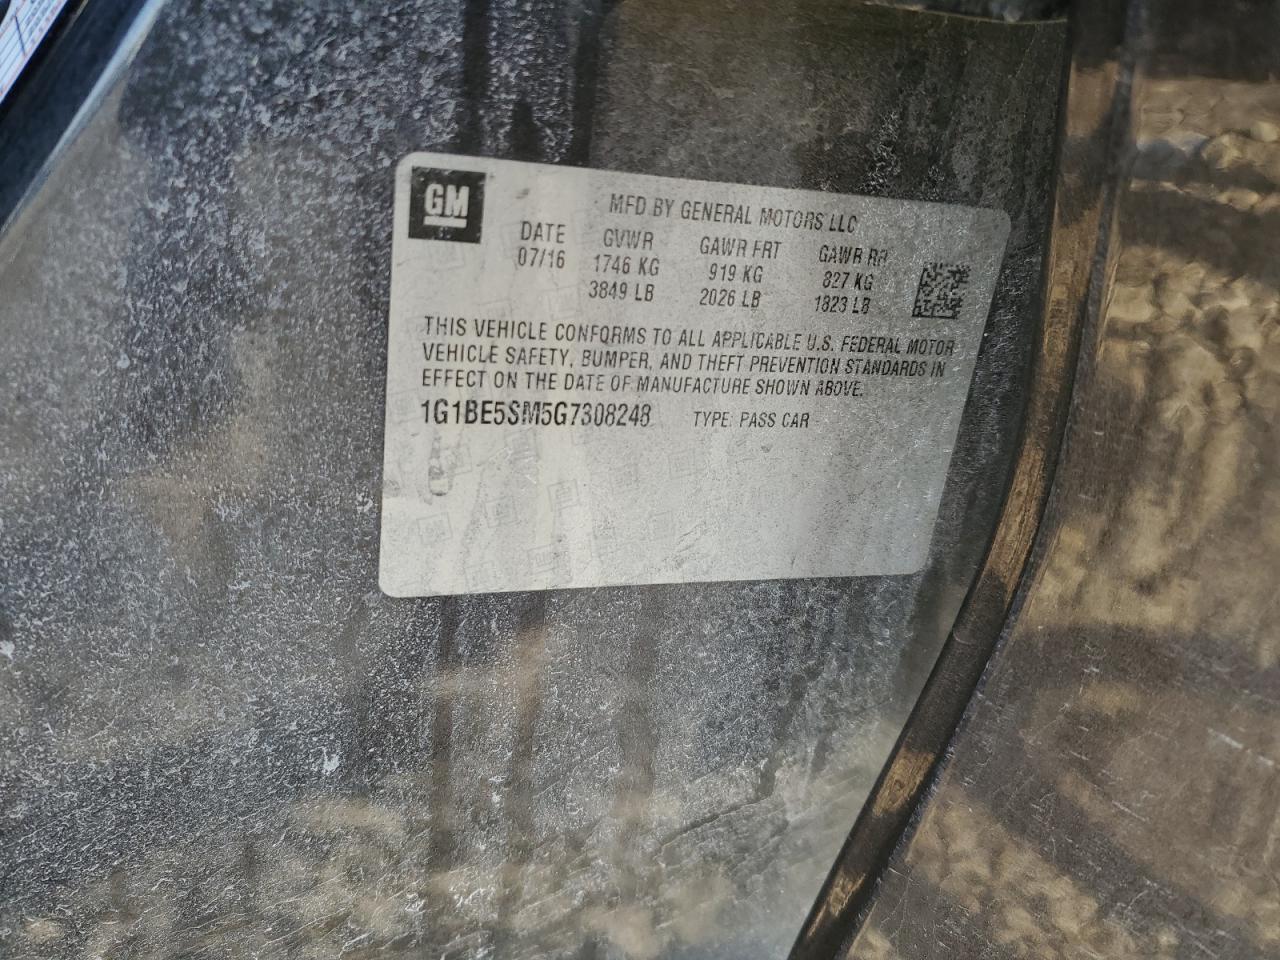 GM
MFD BY GENERAL MOTORS LLC
DATE GVWR GAWR FRT GAWR RR
07/16 1746 KG 919 KG 827 KG
3849 LB 2026 LB 1823 LB
THIS VEHICLE CONFORMS TO ALL APPLICABLE U.S. FEDERAL MOTOR
VEHICLE SAFETY, BUMPER, AND THEFT PREVENTION STANDARDS IN
EFFECT ON THE DATE OF MANUFACTURE SHOWN ABOVE.
1G1BE5SM5G7308248 TYPE: PASS CAR